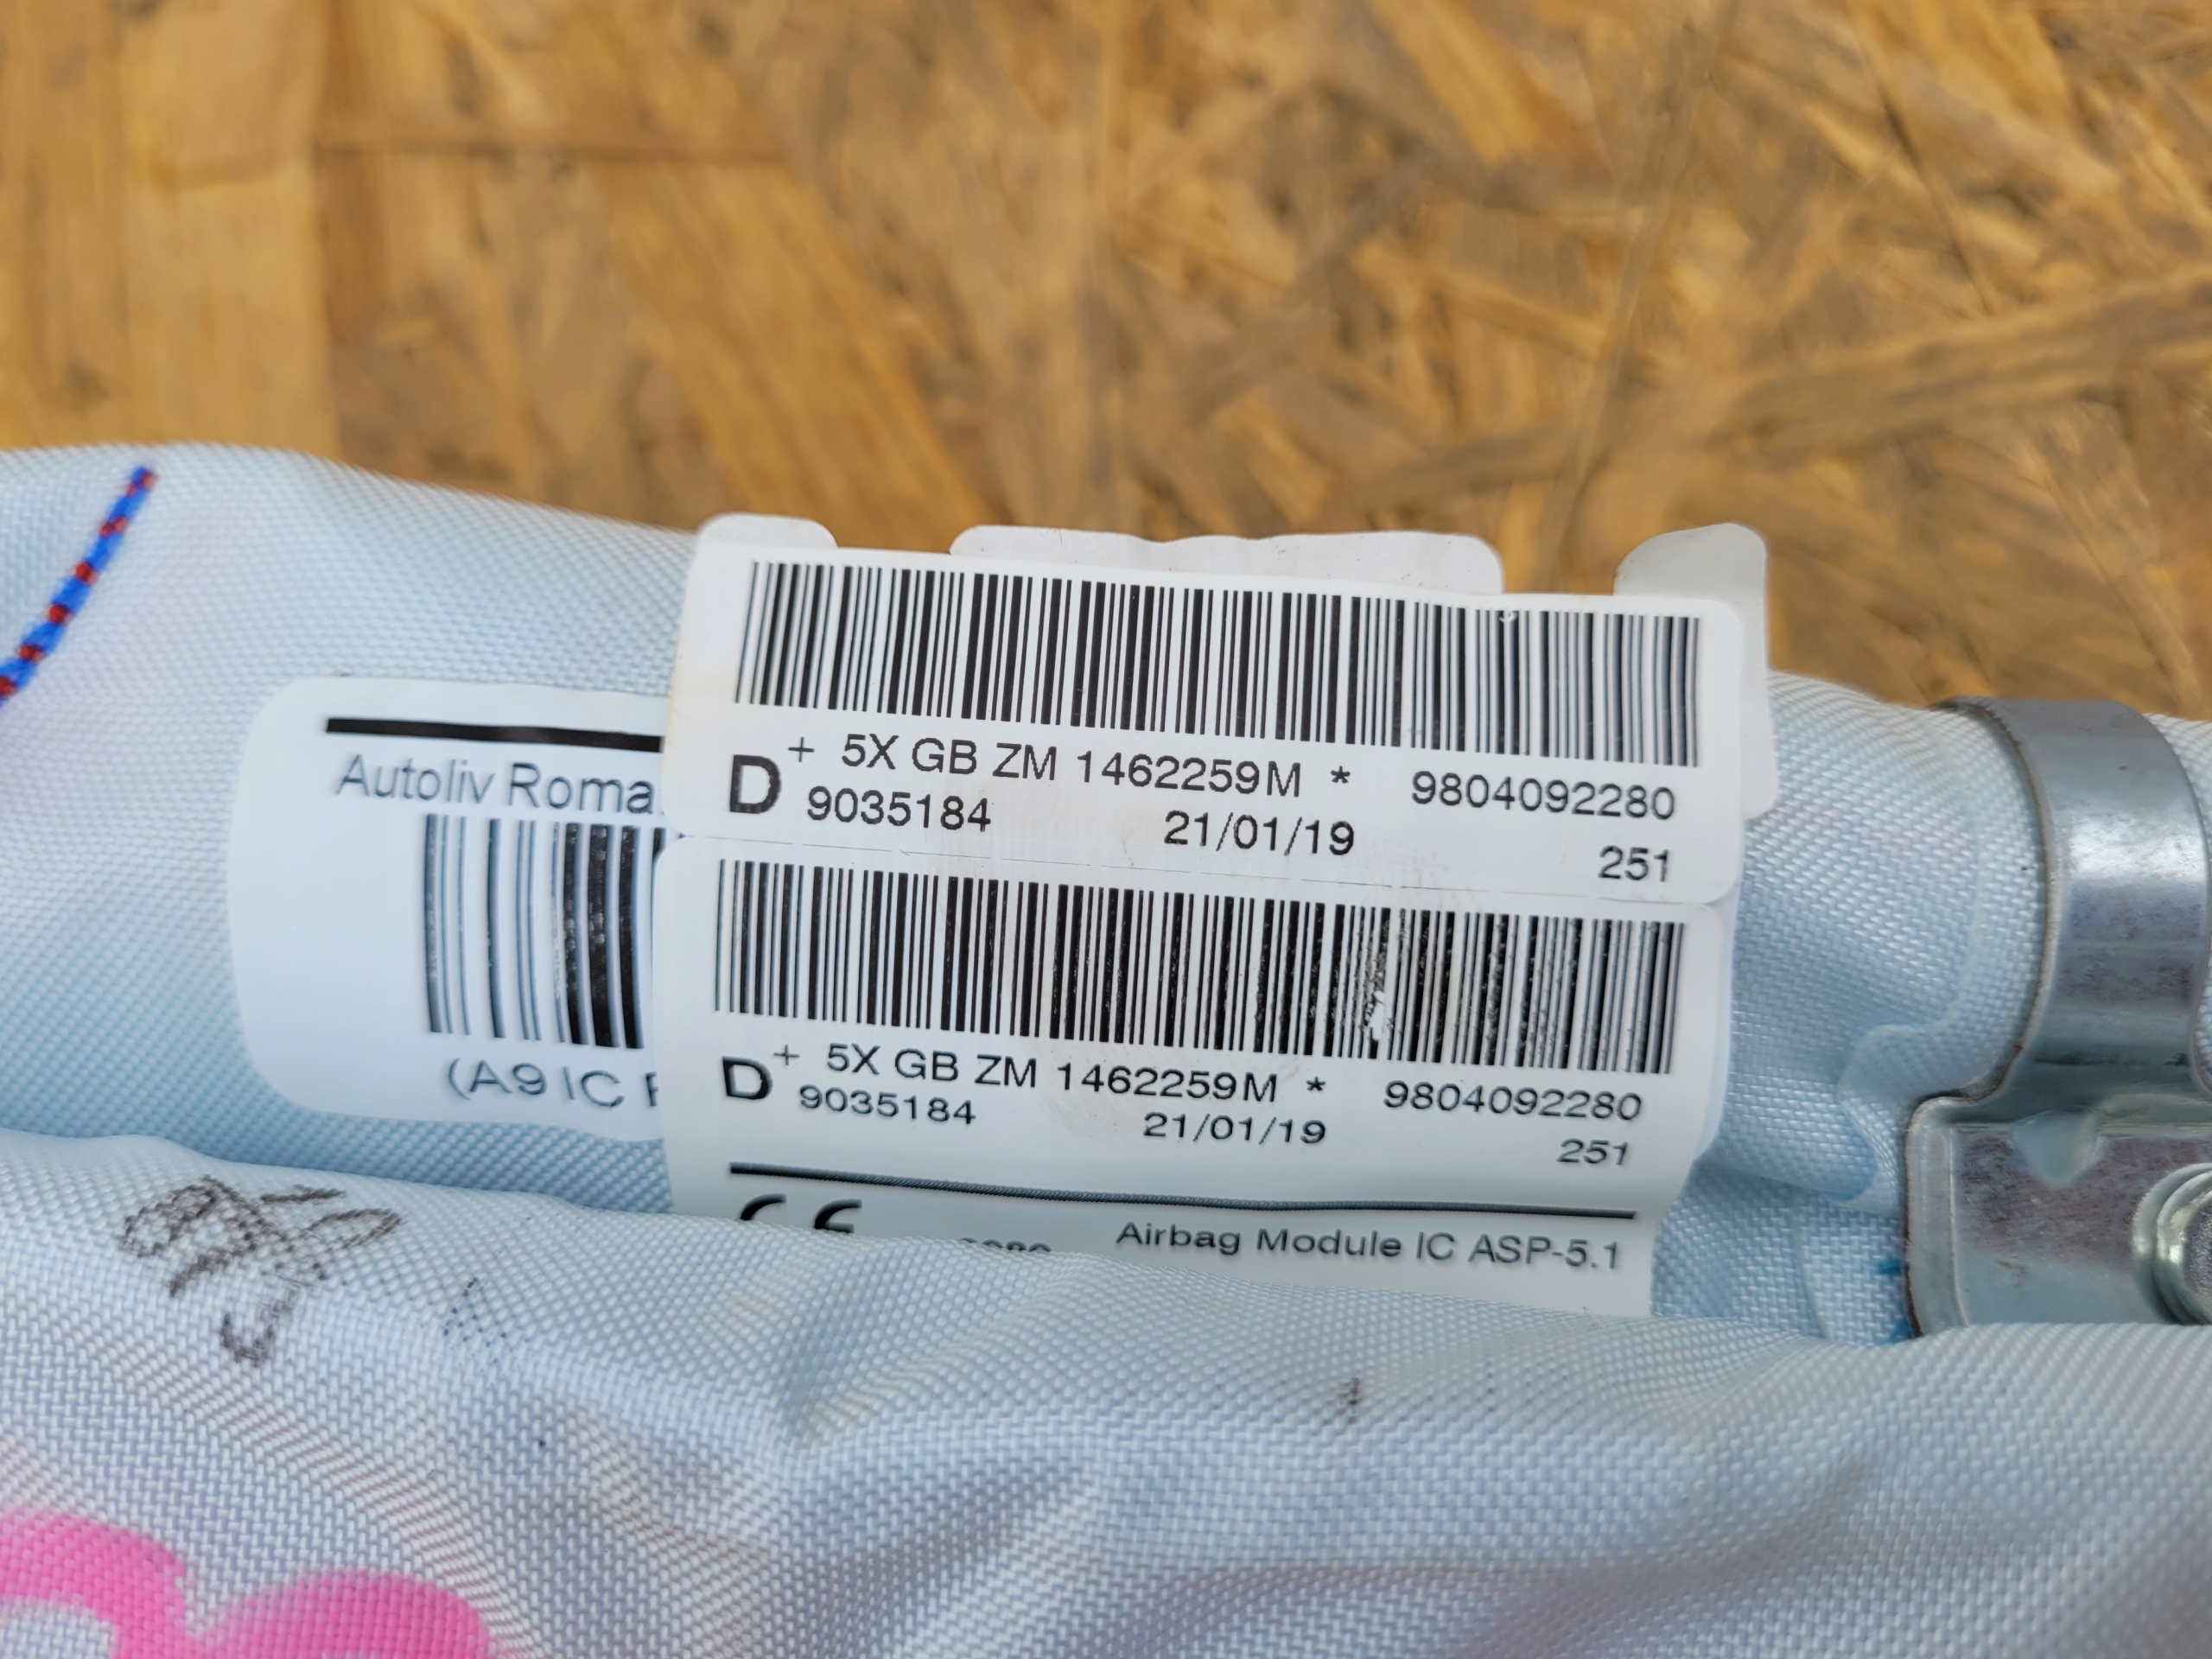 Autoliv
D + 5X GB ZM 1462259M * 9804092280
9035184 21/01/19
251
D + 5X GB ZM 1462259M * 9804092280
9035184 21/01/19
251
(A9 IC
CE Airbag Module IC ASP-5.1